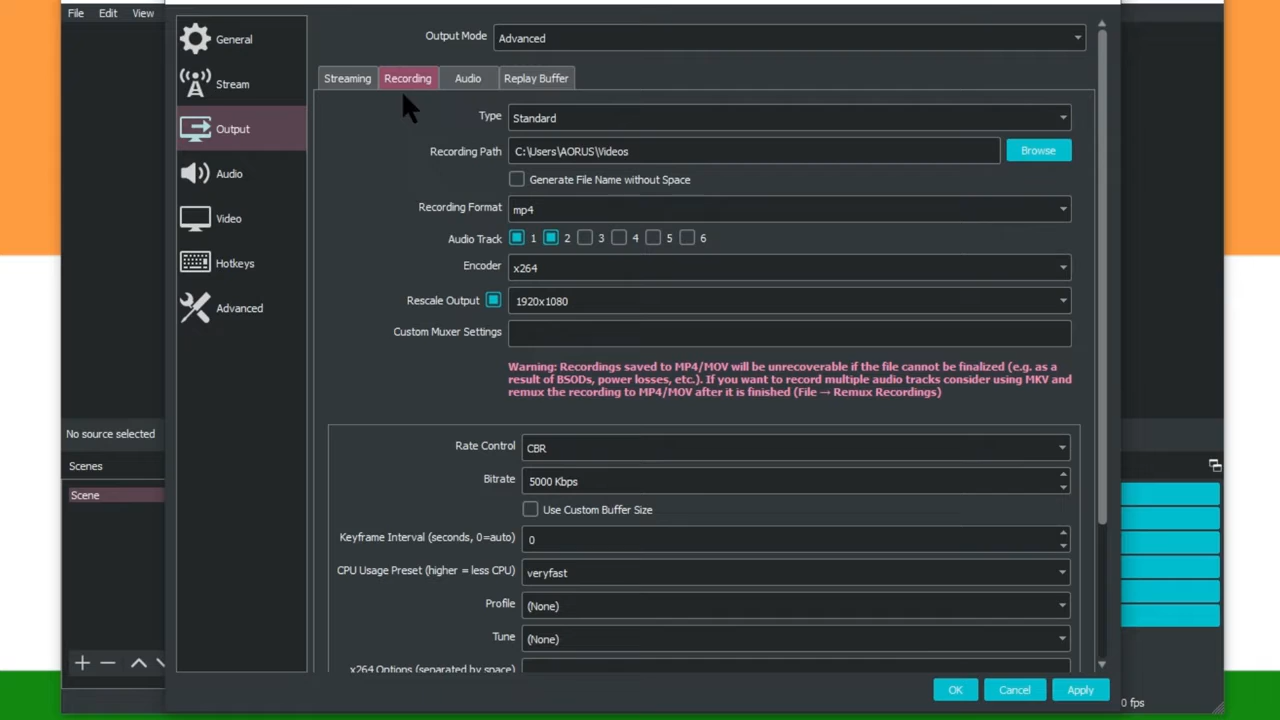 File Edit View
General
Stream
Output
Audio
Video
Hotkeys
Advanced
Output Mode Advanced
Streaming Recording Audio Replay Buffer
Type Standard
Recording Path C:\Users\AORUS\Videos Browse
Generate File Name without Space
Recording Format mp4
Audio Track 1 2 3 4 5 6
Encoder x264
Rescale Output 1920x1080
Custom Muxer Settings
Warning: Recordings saved to MP4/MOV will be unrecoverable if the file cannot be finalized (e.g. as a
result of BSODs, power losses, etc.). If you want to record multiple audio tracks consider using MKV and
remux the recording to MP4/MOV after it is finished (File → Remux Recordings)
Rate Control CBR
Bitrate 5000 Kbps
Use Custom Buffer Size
Keyframe Interval (seconds, 0=auto) 0
CPU Usage Preset (higher = less CPU) veryfast
Profile (None)
Tune (None)
x264 Options (separated by space)
No source selected
Scenes
Scene
OK Cancel Apply
0 fps